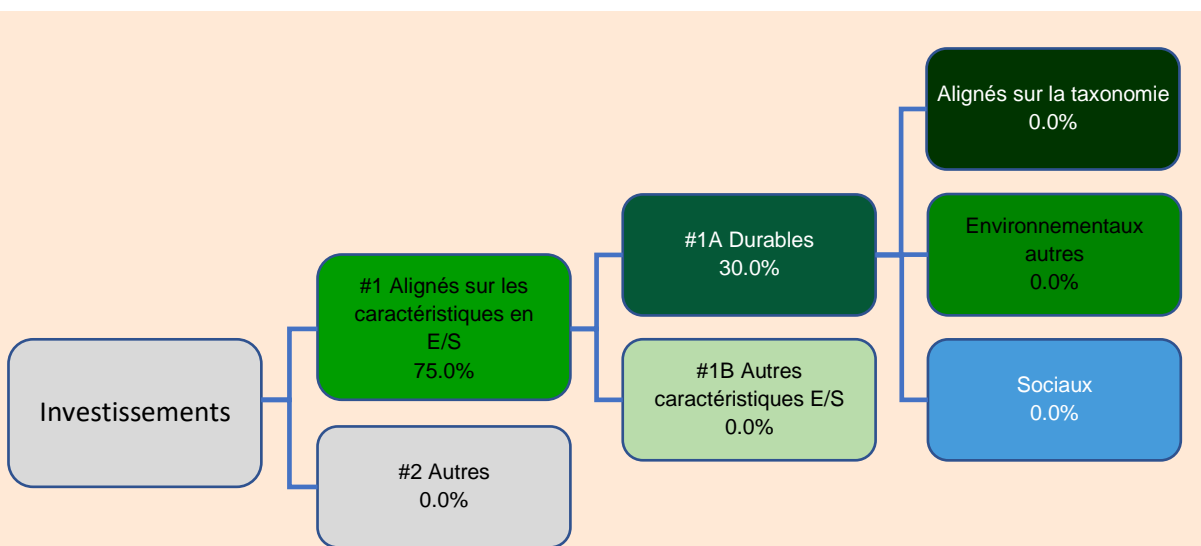 Investissements
#1 Alignés sur les
caractéristiques en
E/S
75.0%
#2 Autres
0.0%
#1A Durables
30.0%
#1B Autres
caractéristiques E/S
0.0%
Alignés sur la taxonomie
0.0%
Environnementaux
autres
0.0%
Sociaux
0.0%